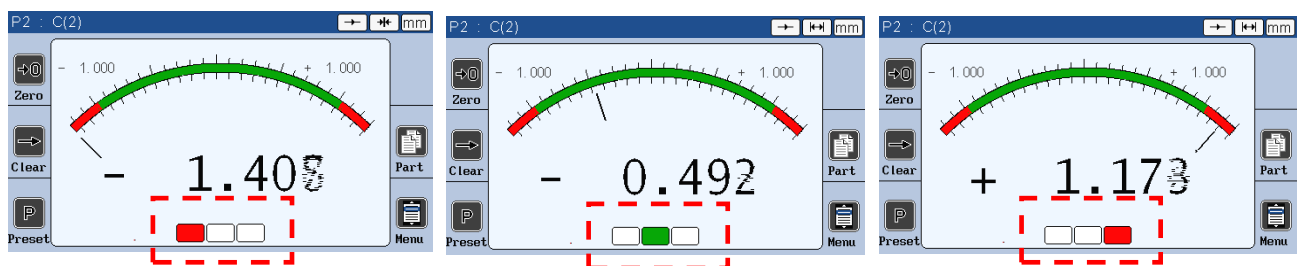 P2 : C(2) mm
- 1.000 + 1.000
Zero
Clear
- 1.408
Part
P
Preset
Menu
P2 : C(2) mm
- 1.000 + 1.000
Zero
Clear
- 0.492
Part
P
Preset
Menu
P2 : C(2) mm
- 1.000 + 1.000
Zero
Clear
+ 1.173
Part
P
Preset
Menu